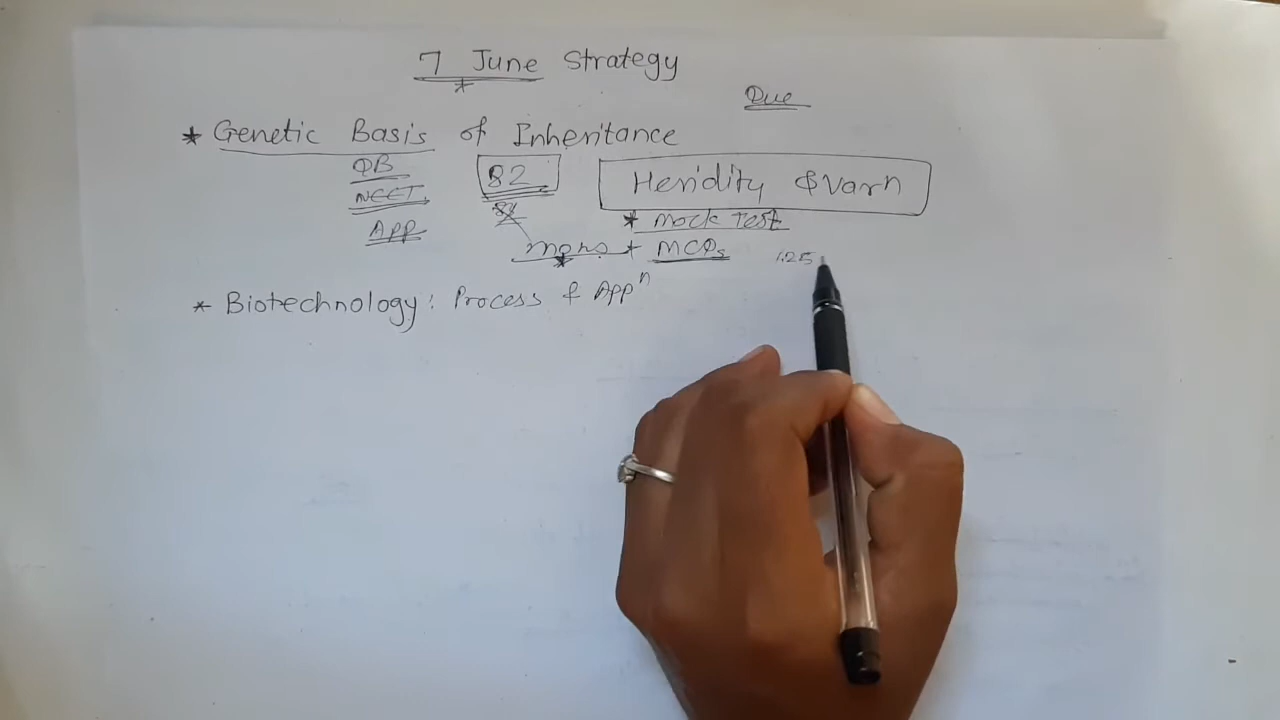 7 June Strategy
Due
* Genetic Basis of Inheritance
QB 82 Heridity & Varn
NEET
* mock Test
APP
+ MCQs 1.25
* Biotechnology: Process & Appⁿ